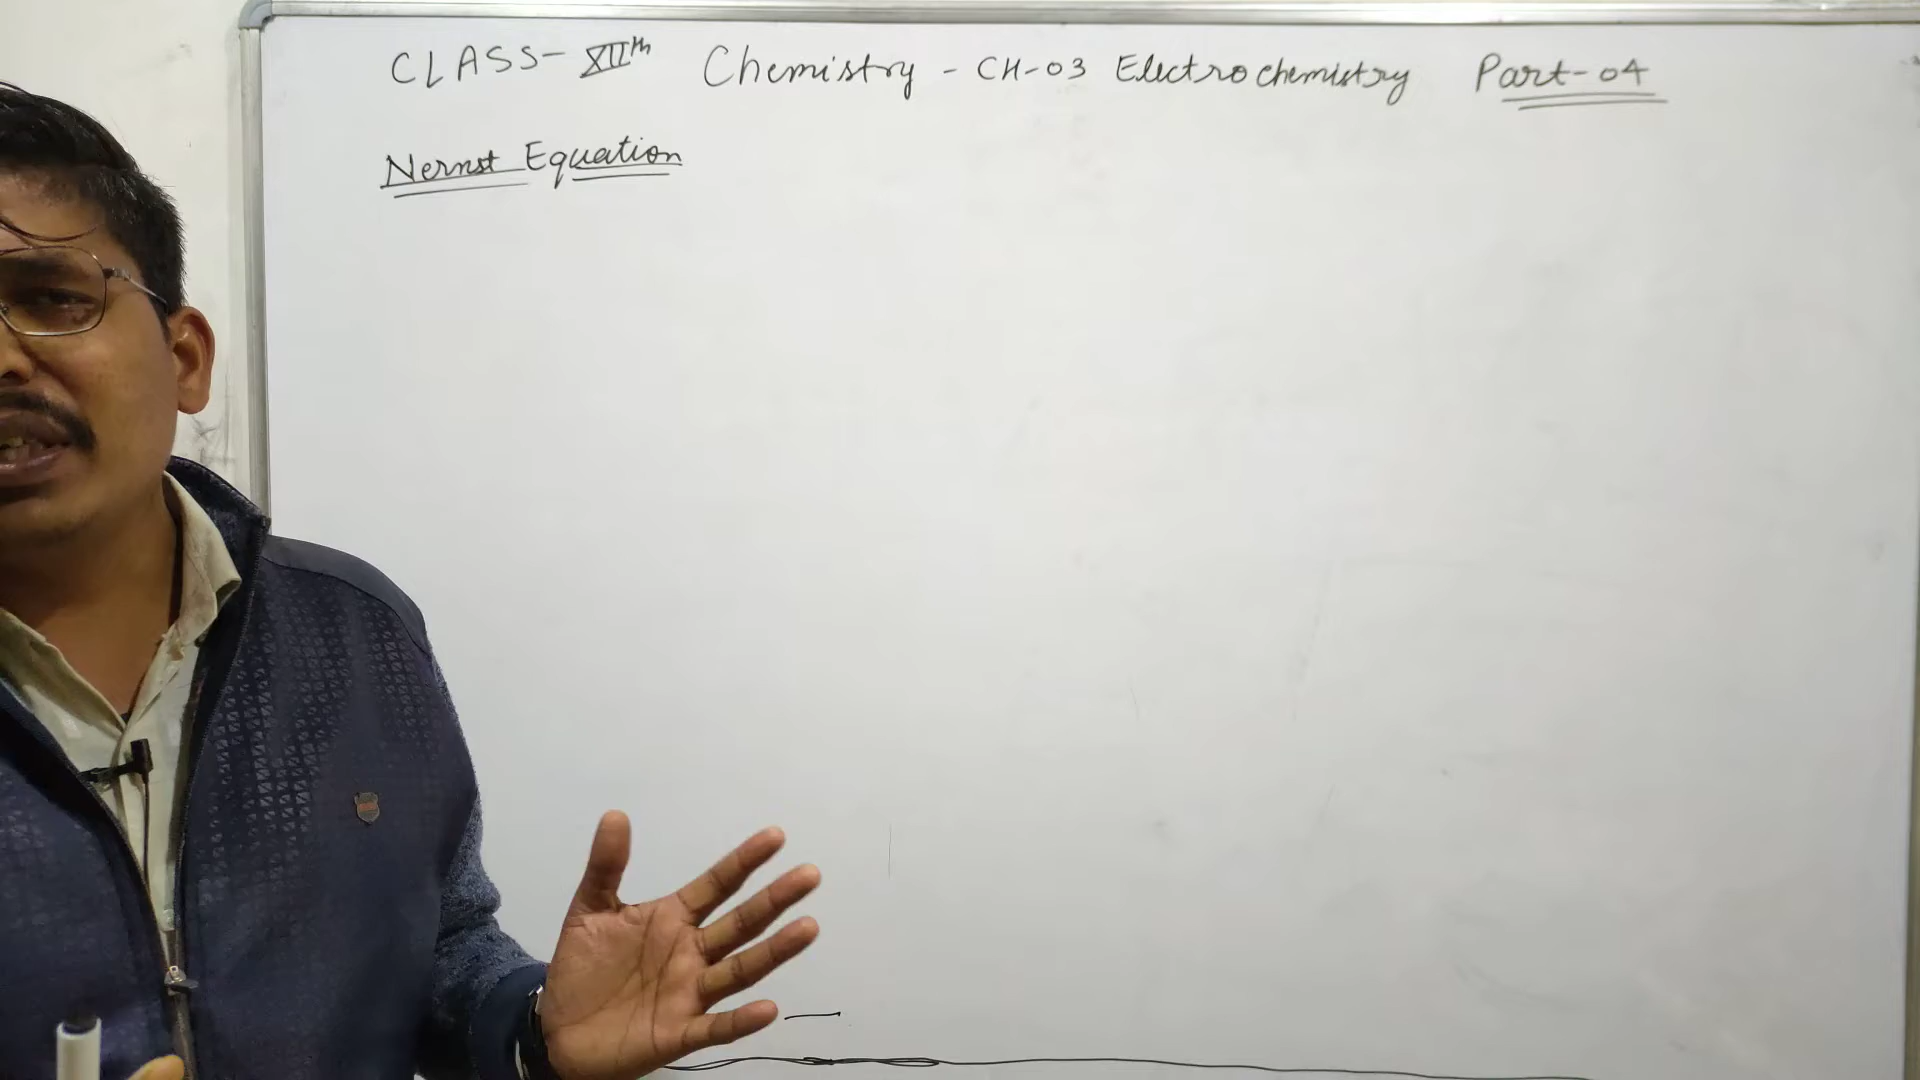 CLASS- XIIth Chemistry - CH-03 Electrochemistry Part-04
Nernst Equation